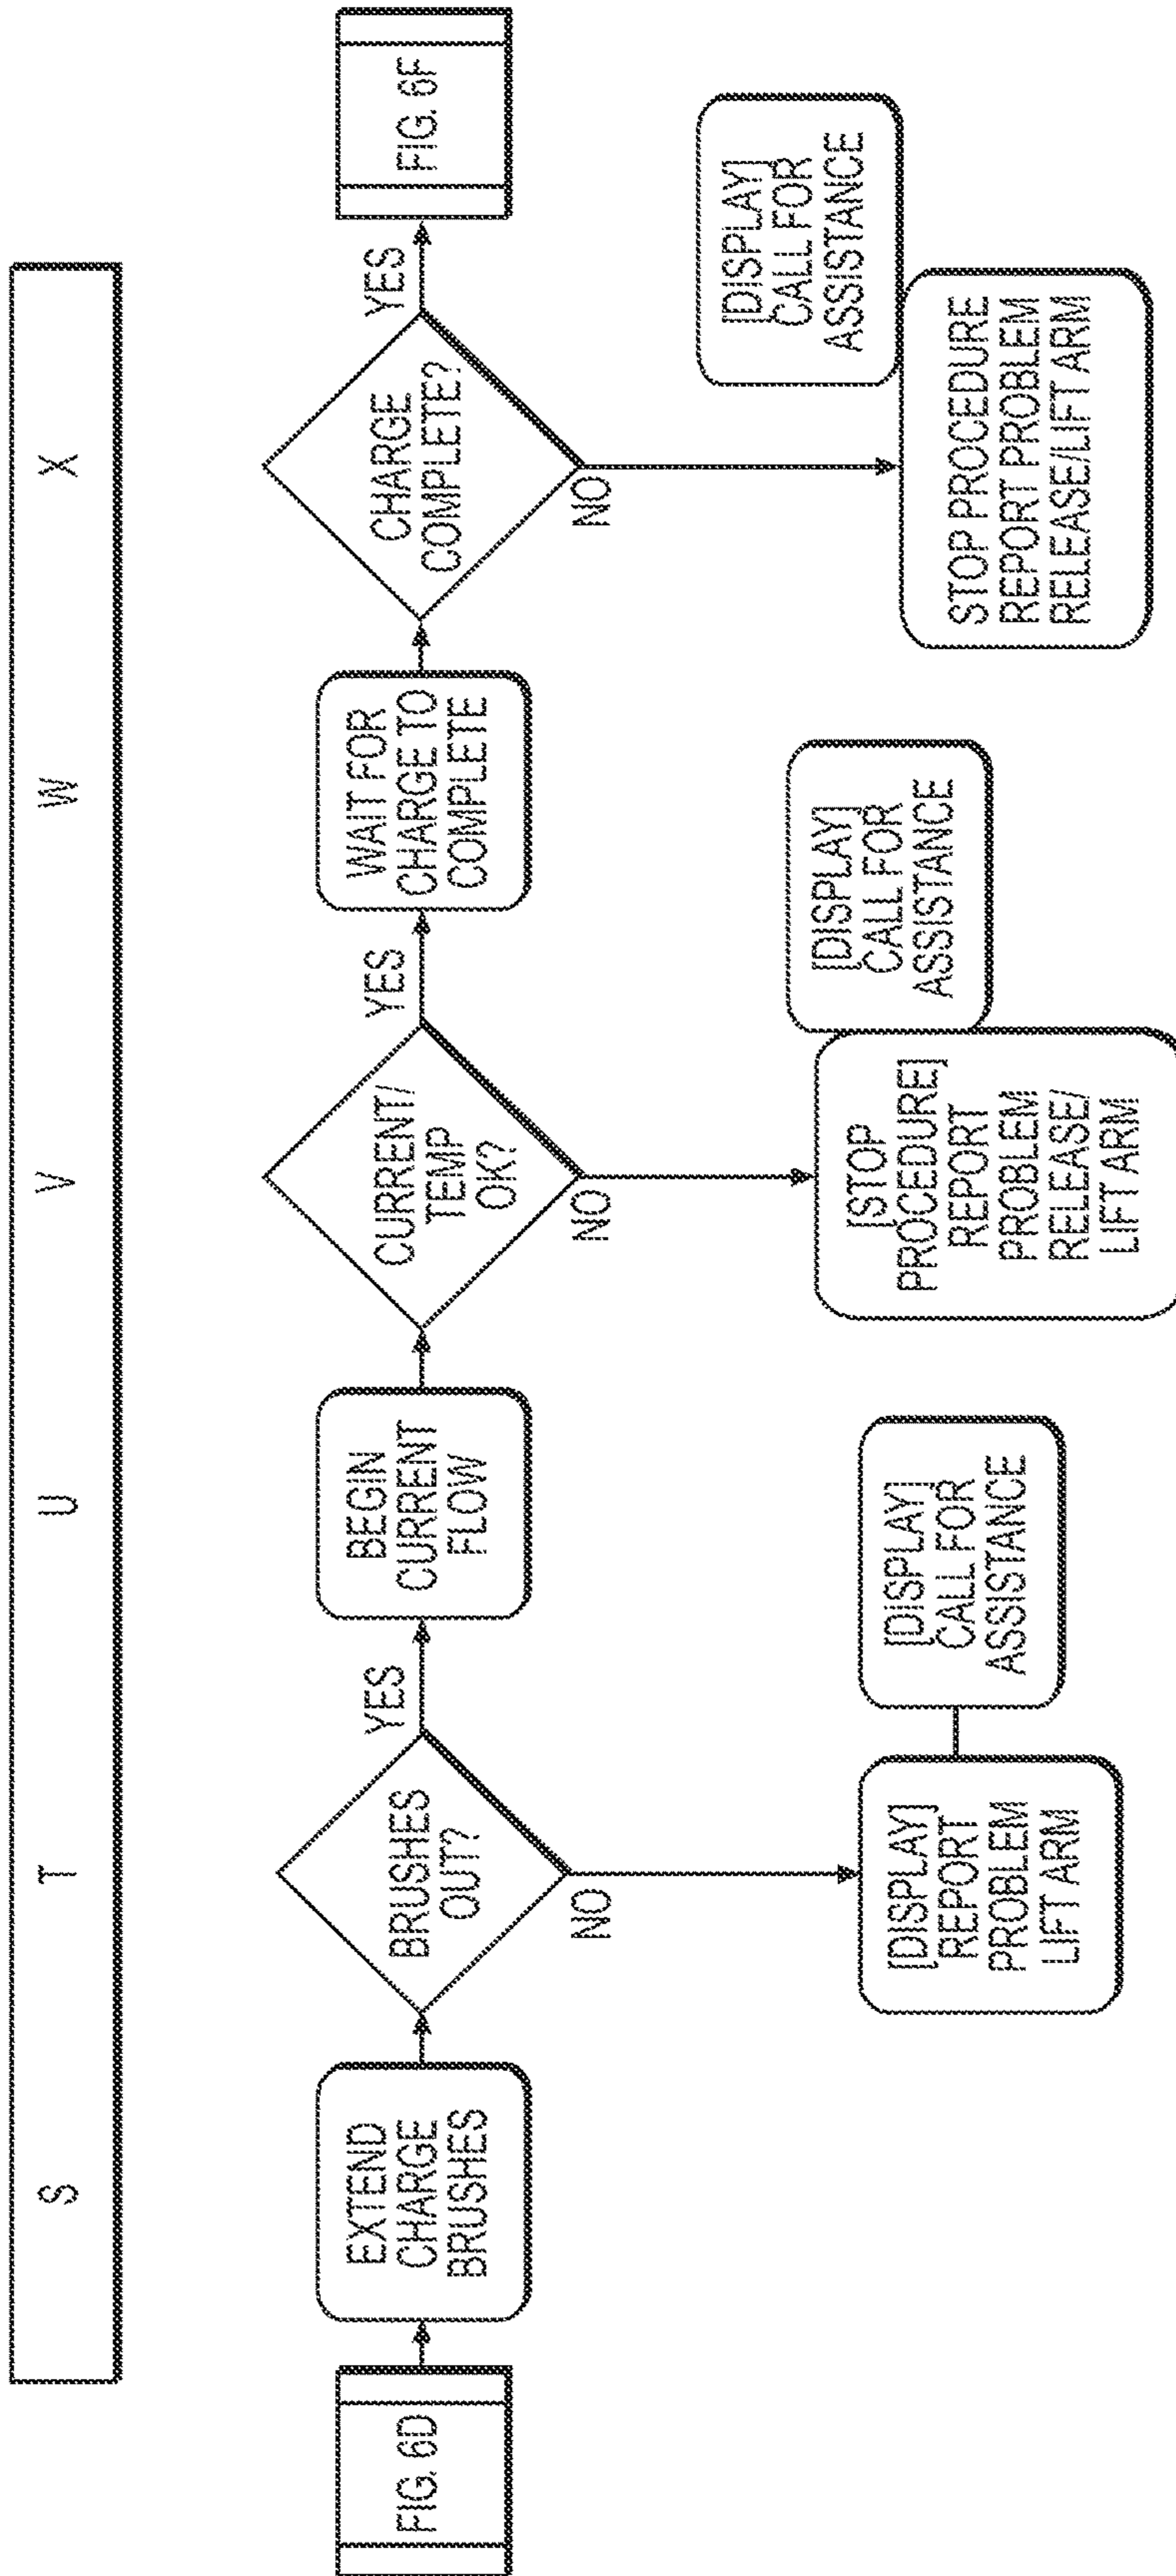 S T U V W X
FIG. 6D
EXTEND
CHARGE
BRUSHES
BRUSHES
OUT?
YES
NO
[DISPLAY]
REPORT
PROBLEM
LIFT ARM
[DISPLAY]
CALL FOR
ASSISTANCE
BEGIN
CURRENT
FLOW
CURRENT/
TEMP
OK?
YES
NO
[STOP
PROCEDURE]
REPORT
PROBLEM
RELEASE/
LIFT ARM
[DISPLAY]
CALL FOR
ASSISTANCE
WAIT FOR
CHARGE TO
COMPLETE
CHARGE
COMPLETE?
YES
NO
STOP PROCEDURE
REPORT PROBLEM
RELEASE/LIFT ARM
[DISPLAY]
CALL FOR
ASSISTANCE
FIG. 6F